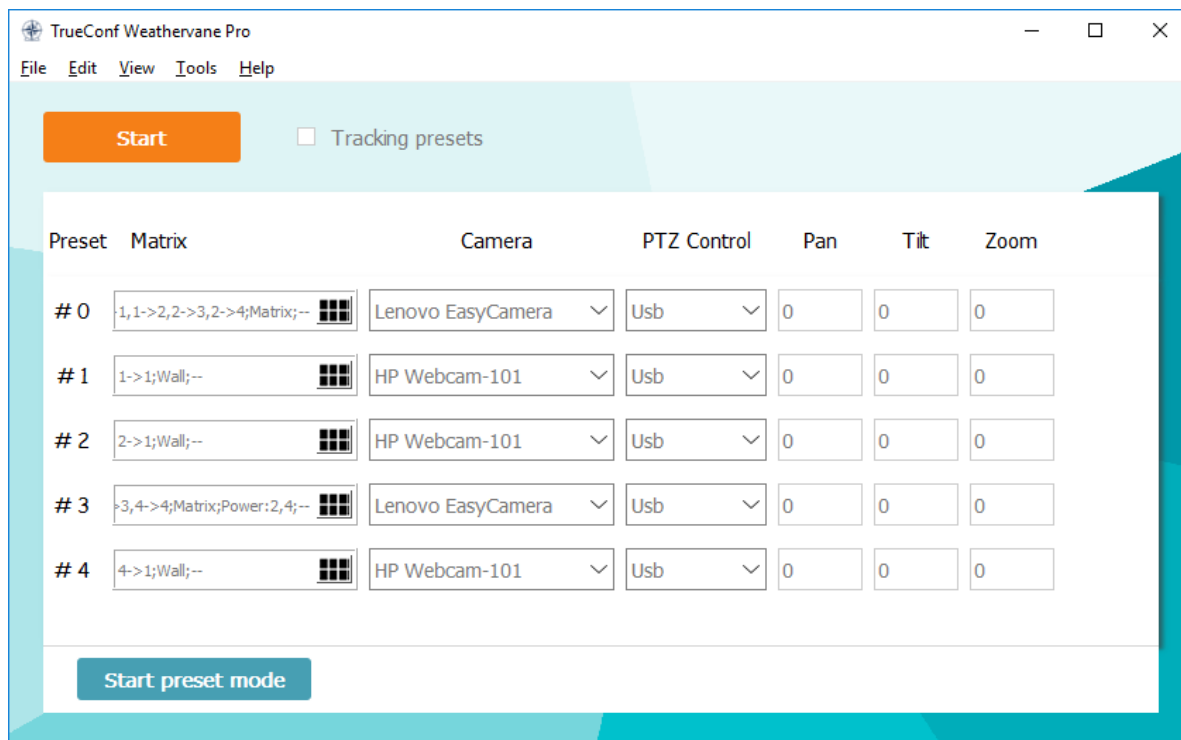 TrueConf Weathervane Pro
File Edit View Tools Help
Start Tracking presets
Preset Matrix Camera PTZ Control Pan Tilt Zoom
# 0 1,1->2,2->3,2->4;Matrix;-- Lenovo EasyCamera Usb 0 0 0
# 1 1->1;Wall;-- HP Webcam-101 Usb 0 0 0
# 2 2->1;Wall;-- HP Webcam-101 Usb 0 0 0
# 3 >3,4->4;Matrix;Power:2,4;-- Lenovo EasyCamera Usb 0 0 0
# 4 4->1;Wall;-- HP Webcam-101 Usb 0 0 0
Start preset mode